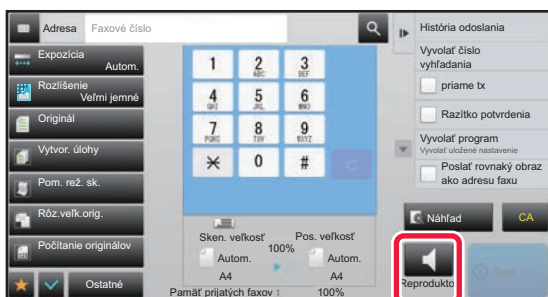 Adresa
Faxové číslo
História odoslania
Vyvolať číslo
vyhľadania
priame tx
Razítko potvrdenia
Vyvolať program
Vyvolať uložené nastavenie
Poslať rovnaký obraz
ako adresu faxu
Náhľad
CA
Expozícia
Autom.
Rozlíšenie
Veľmi jemné
Originál
Vytvor. úlohy
Pom. rež. sk.
Rôz.veľk.orig.
Počítanie originálov
Ostatné
1
2
ABC
3
DEF
4
GHI
5
JKL
6
MNO
7
PQRS
8
TUV
9
WXYZ
0
#
C
Sken. veľkosť
Pos. veľkosť
100%
Autom.
Autom.
A4
A4
Pamäť prijatých faxov :
100%
Reprodukto
Start